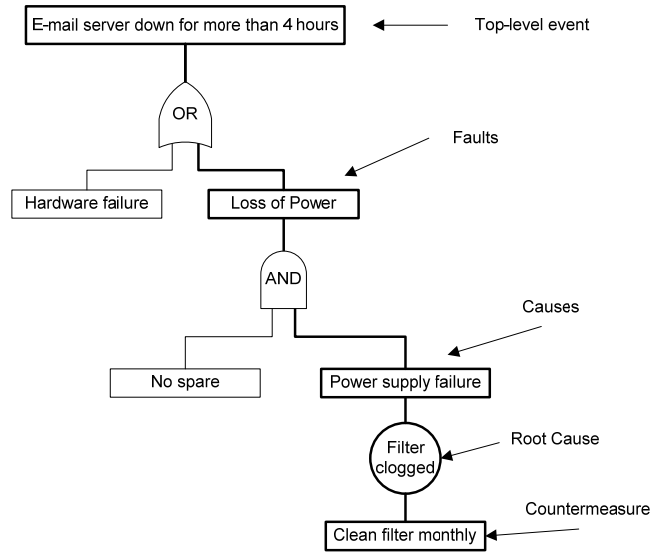 E-mail server down for more than 4 hours
Top-level event
OR
Faults
Hardware failure
Loss of Power
AND
Causes
No spare
Power supply failure
Filter
clogged
Root Cause
Countermeasure
Clean filter monthly